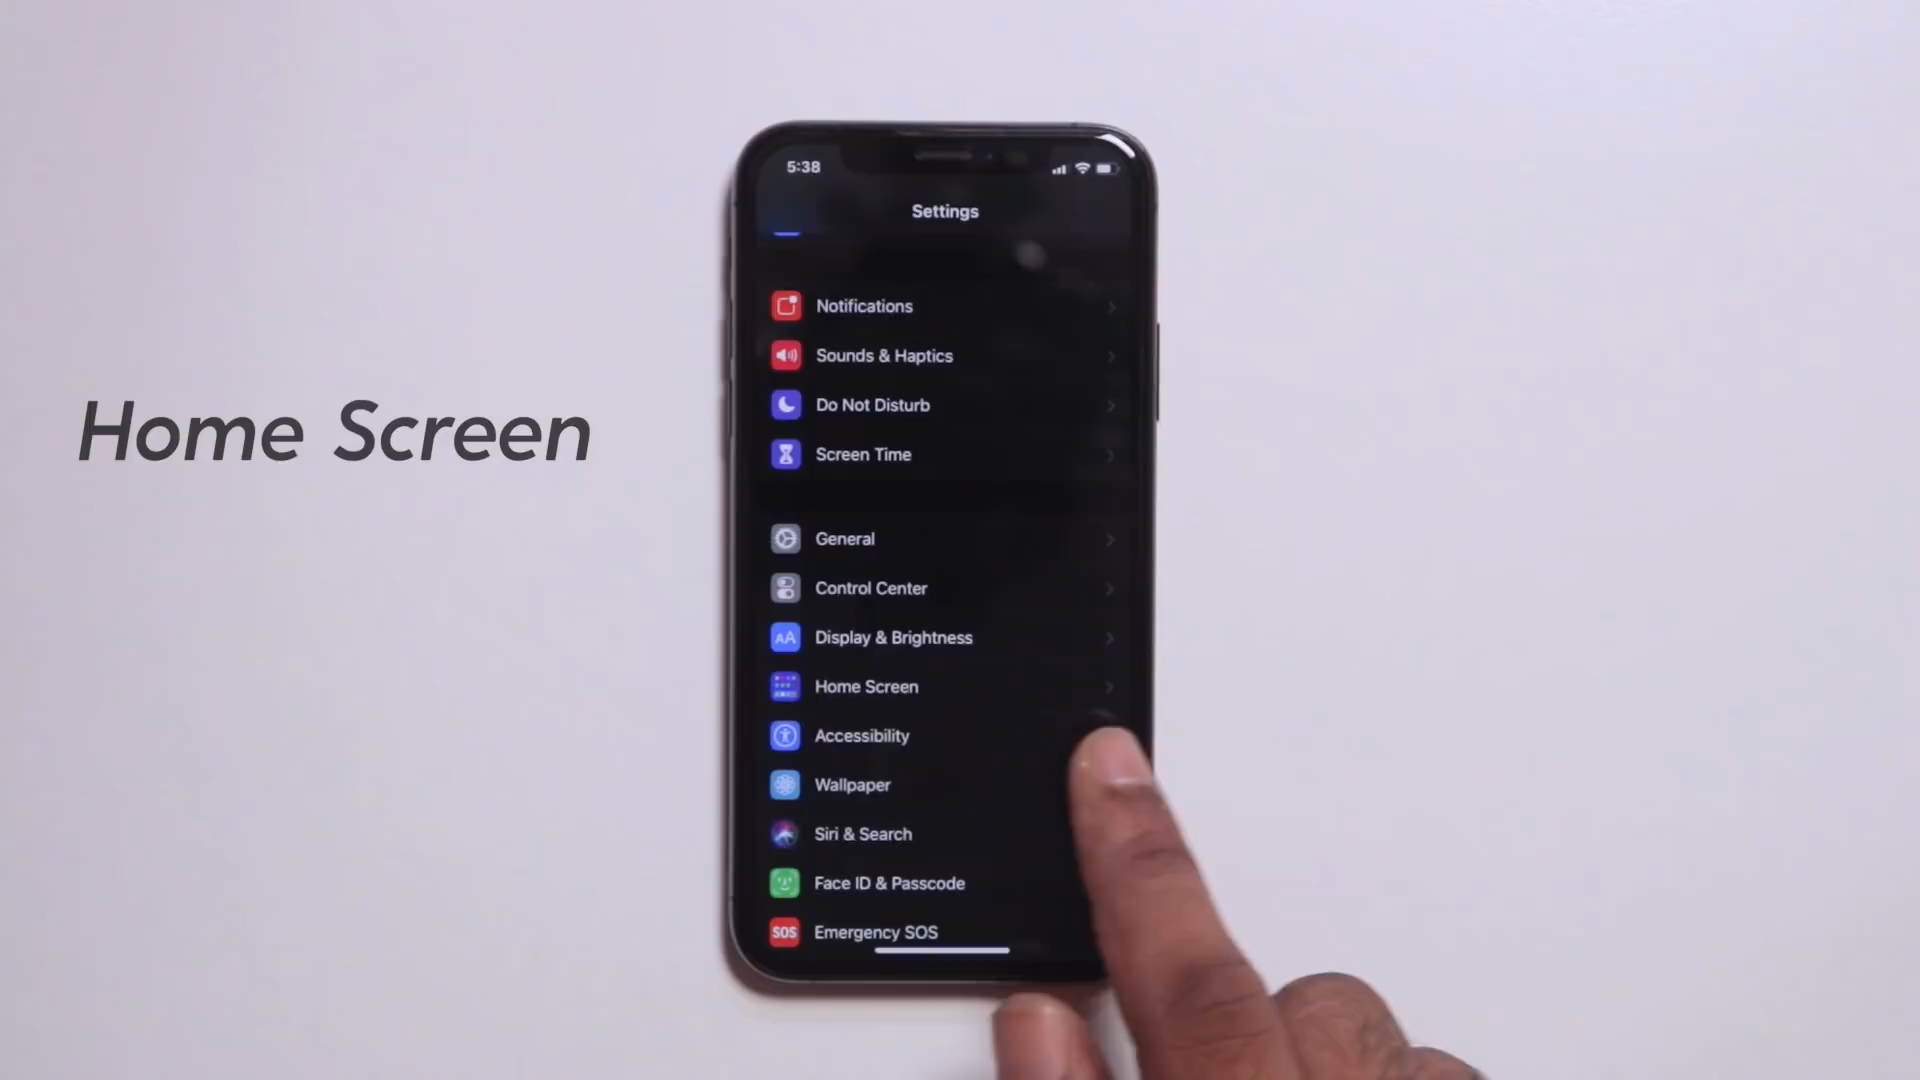 5:38
Settings
Home Screen
Notifications
Sounds & Haptics
Do Not Disturb
Screen Time
General
Control Center
AA Display & Brightness
Home Screen
Accessibility
Wallpaper
Siri & Search
Face ID & Passcode
SOS Emergency SOS